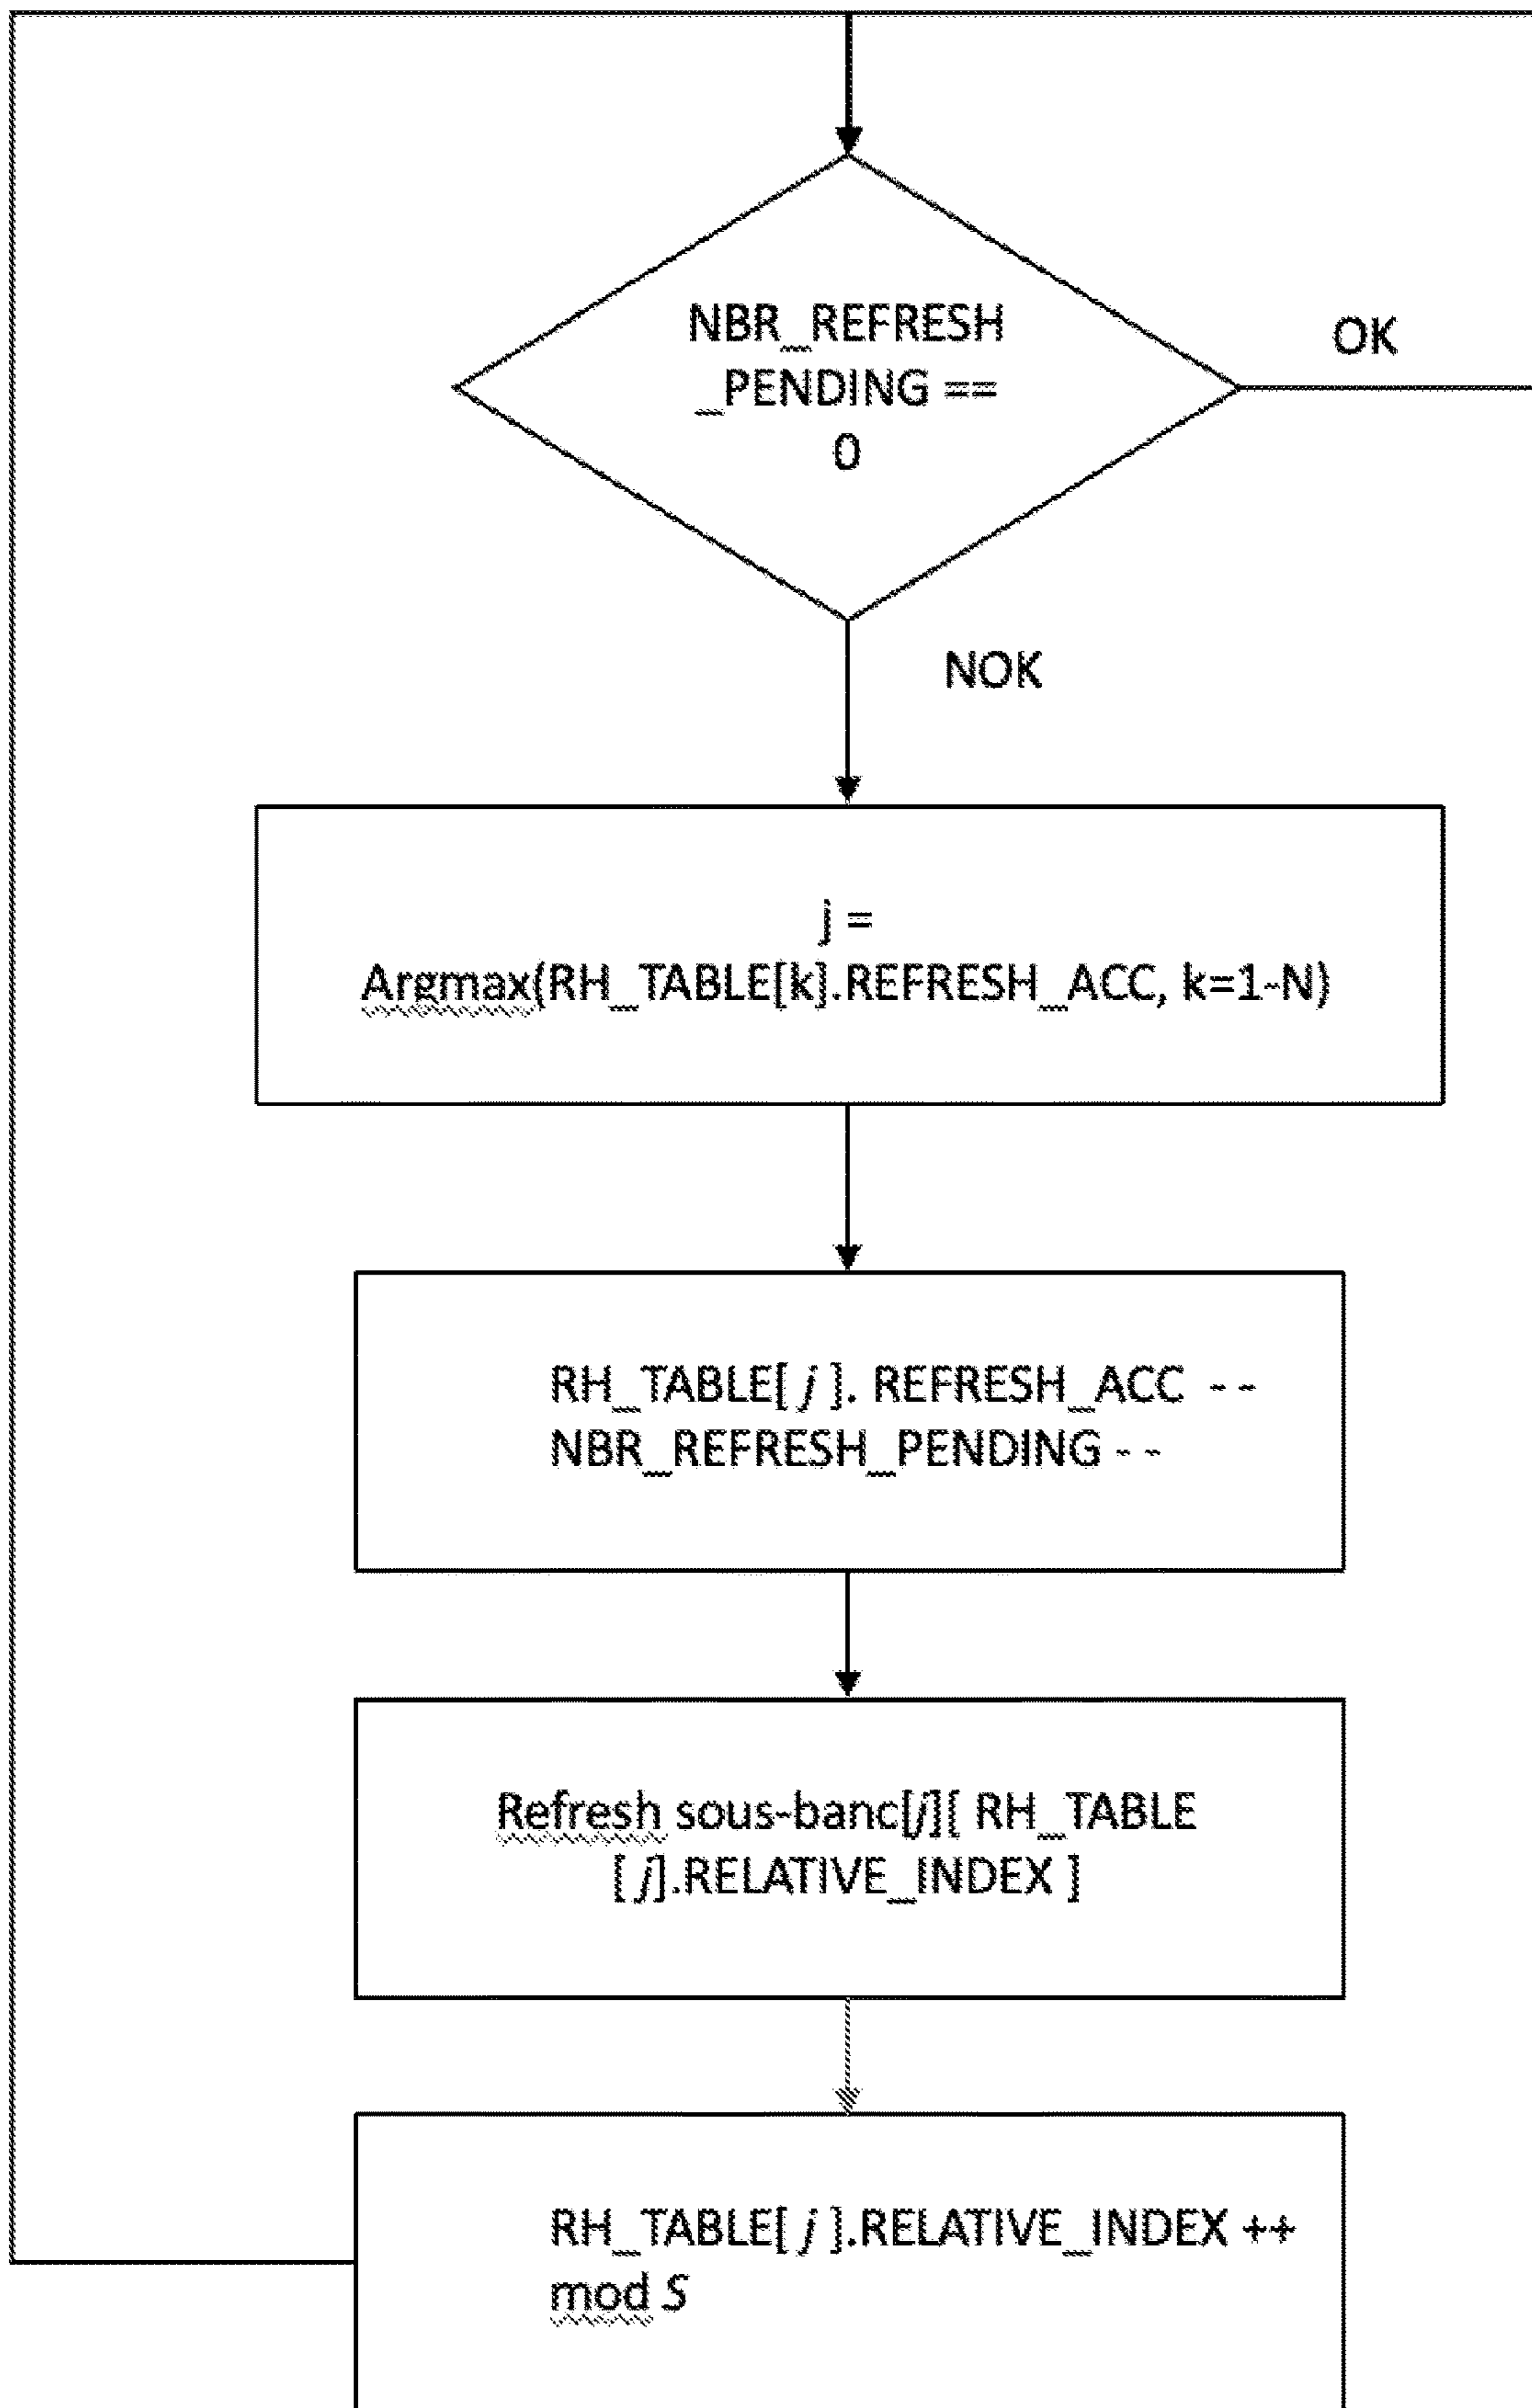 NBR_REFRESH
_PENDING ==
0
OK
NOK
j =
Argmax(RH_TABLE[k].REFRESH_ACC, k=1-N)
RH_TABLE[ j ]. REFRESH_ACC - -
NBR_REFRESH_PENDING - -
Refresh sous-banc[j][ RH_TABLE
[ j].RELATIVE_INDEX ]
RH_TABLE[ j ].RELATIVE_INDEX ++
mod S